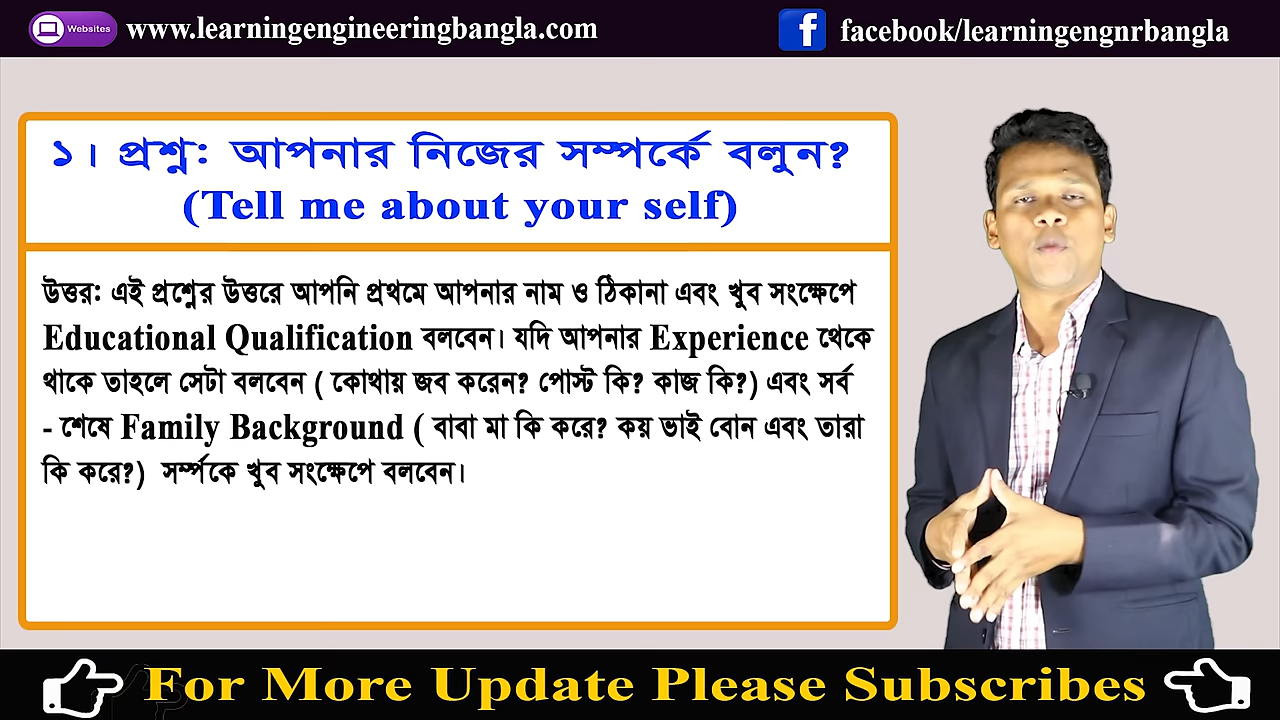 Websites
www.learningengineeringbangla.com
facebook/learningengnrbangla
১। প্রশ্ন: আপনার নিজের সম্পর্কে বলুন?
(Tell me about your self)
উত্তর: এই প্রশ্নের উত্তরে আপনি প্রথমে আপনার নাম ও ঠিকানা এবং খুব সংক্ষেপে
Educational Qualification বলবেন। যদি আপনার Experience থেকে
থাকে তাহলে সেটা বলবেন ( কোথায় জব করেন? পোস্ট কি? কাজ কি?) এবং সর্ব
- শেষে Family Background ( বাবা মা কি করে? কয় ভাই বোন এবং তারা
কি করে?) সর্ম্পকে খুব সংক্ষেপে বলবেন।
For More Update Please Subscribes